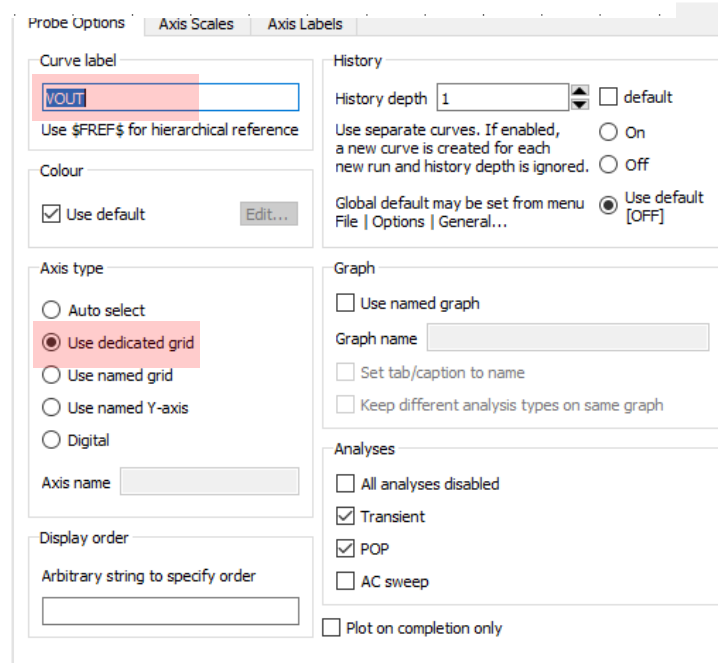 Probe Options
Axis Scales
Axis Labels
Curve label
VOUT
Use $FREF$ for hierarchical reference
Colour
Use default
Edit...
Axis type
Auto select
Use dedicated grid
Use named grid
Use named Y-axis
Digital
Axis name
Display order
Arbitrary string to specify order
History
History depth
1
default
Use separate curves. If enabled,
a new curve is created for each
new run and history depth is ignored.
On
Off
Global default may be set from menu
File | Options | General...
Use default
[OFF]
Graph
Use named graph
Graph name
Set tab/caption to name
Keep different analysis types on same graph
Analyses
All analyses disabled
Transient
POP
AC sweep
Plot on completion only